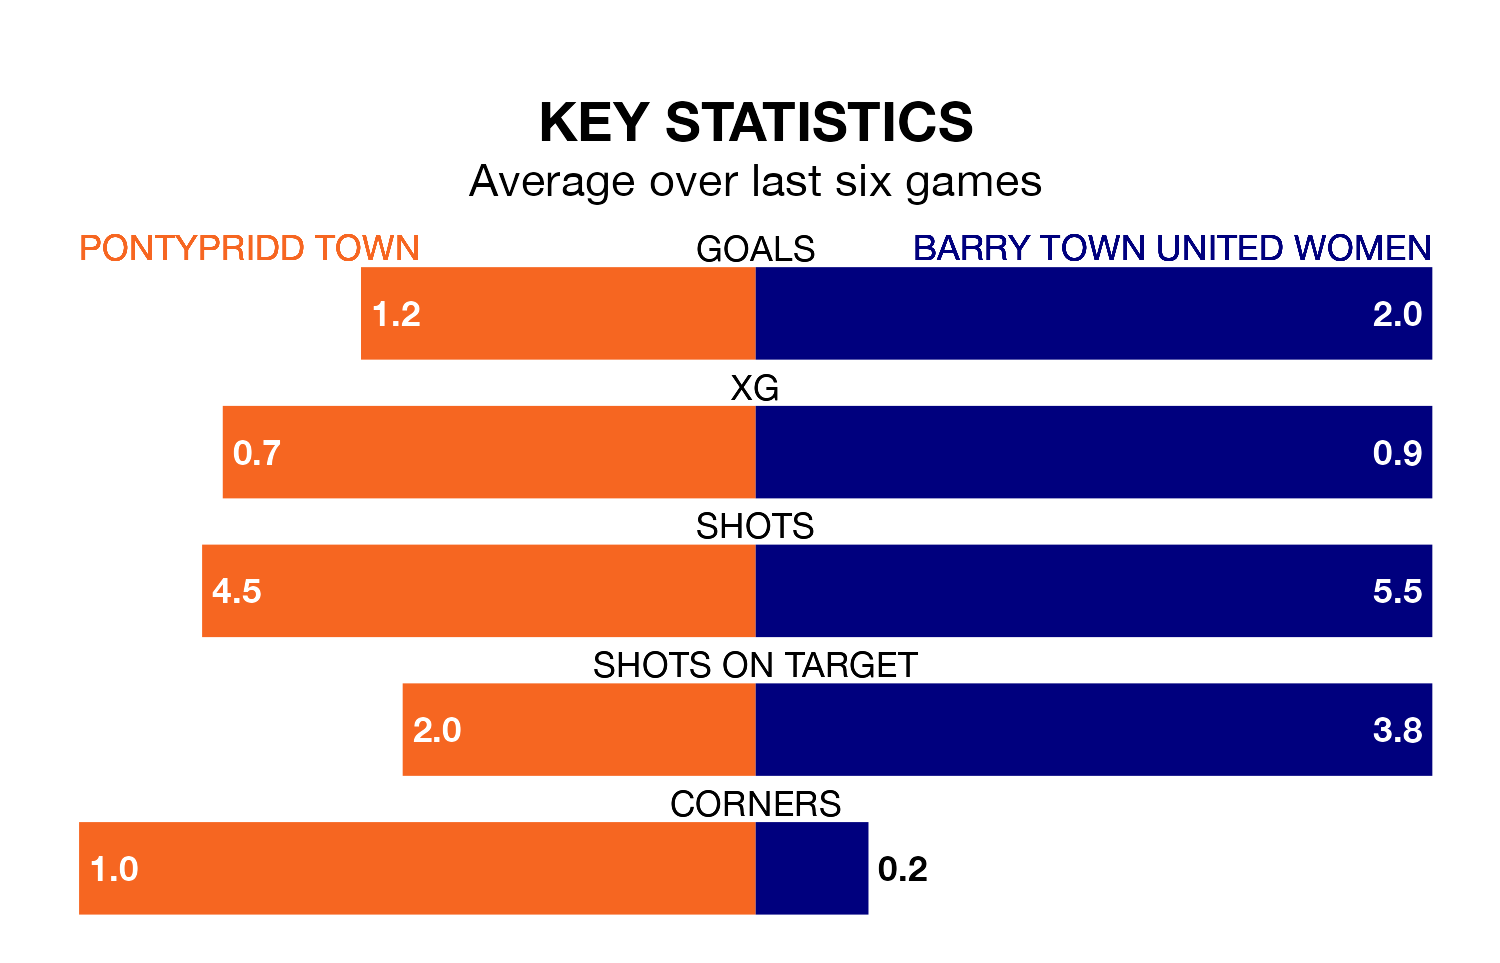 KEY STATISTICS
Average over last six games
PONTYPRIDD TOWN GOALS BARRY TOWN UNITED WOMEN
1.2 2.0
XG
0.7 0.9
SHOTS
4.5 5.5
SHOTS ON TARGET
2.0 3.8
CORNERS
1.0 0.2